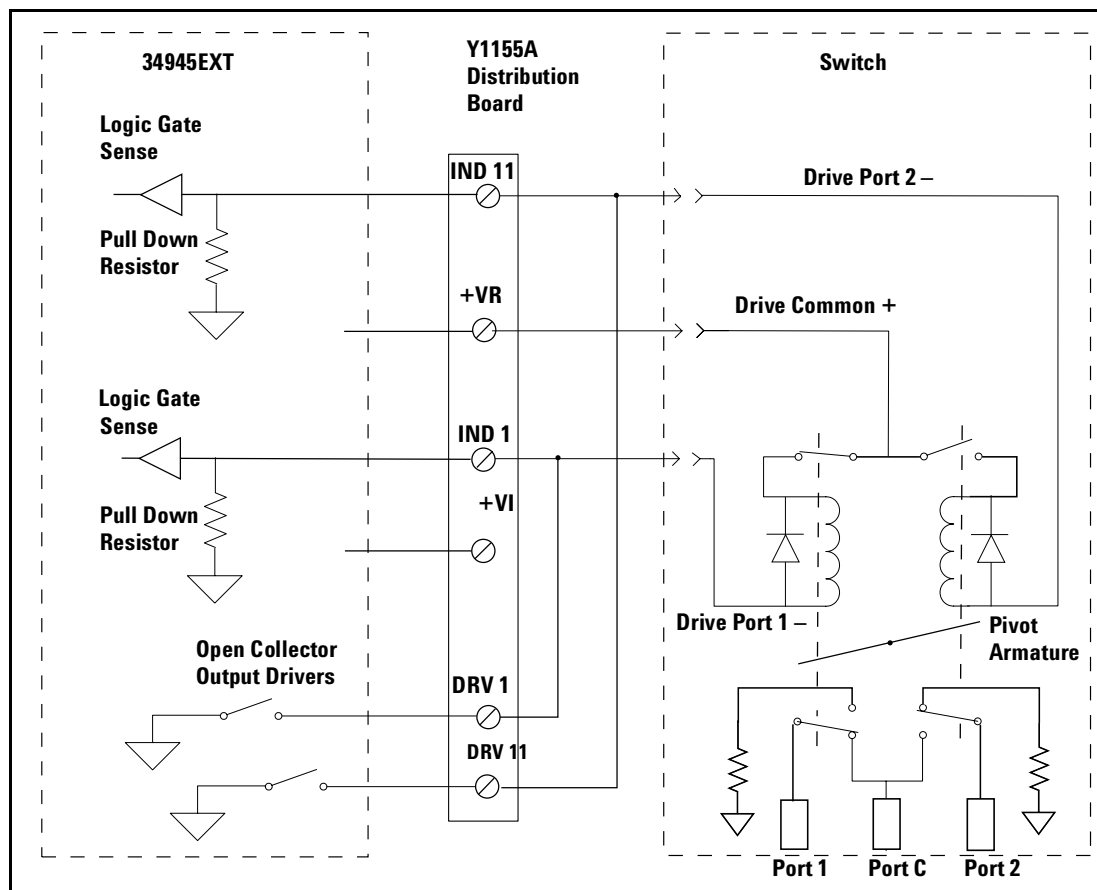 34945EXT
Y1155A
Distribution
Board
Switch
Logic Gate
Sense
IND 11
Drive Port 2 –
Pull Down
Resistor
+VR
Drive Common +
Logic Gate
Sense
IND 1
+VI
Pull Down
Resistor
Drive Port 1 –
Pivot
Armature
Open Collector
Output Drivers
DRV 1
DRV 11
Port 1
Port C
Port 2